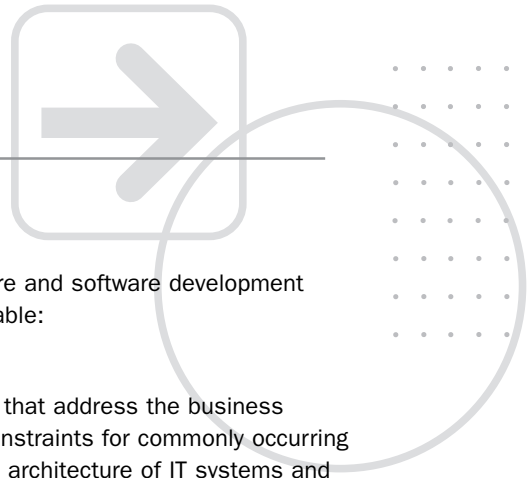 re and software development
able:
that address the business
nstraints for commonly occurring
architecture of IT systems and